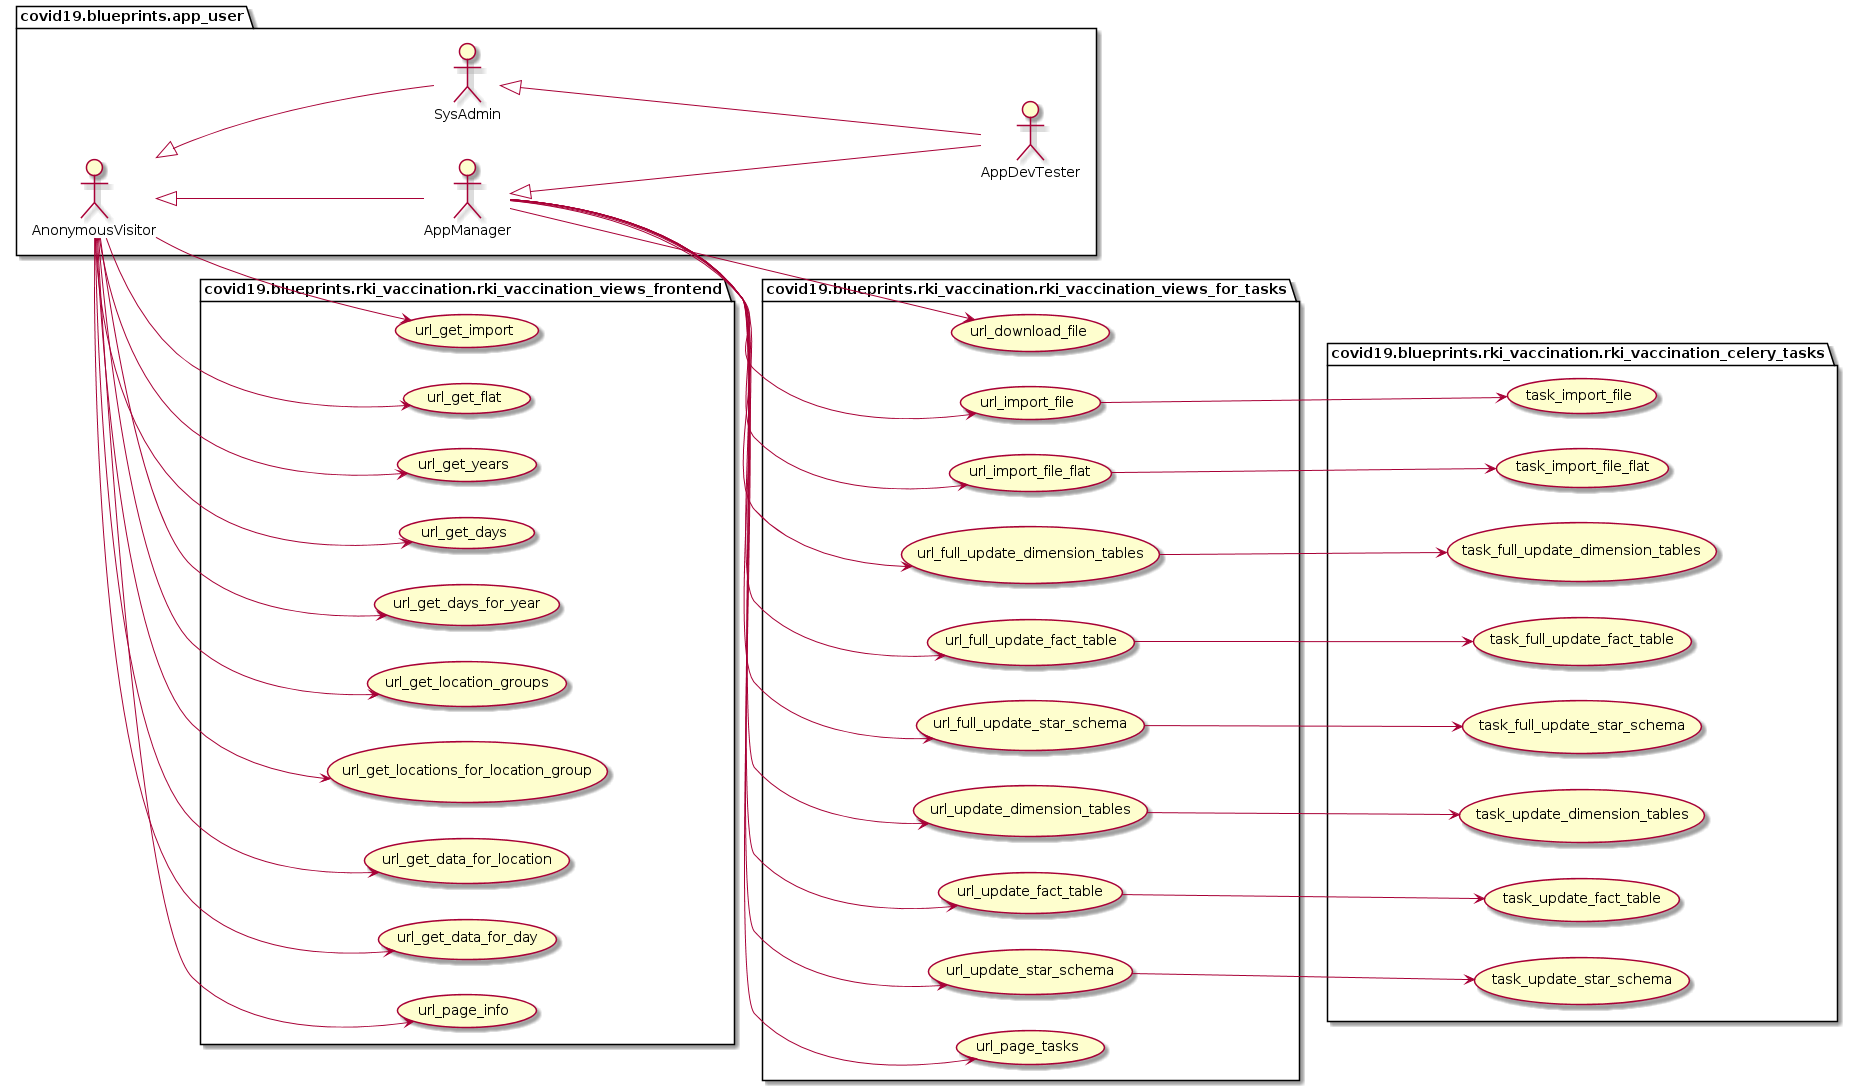 covid19.blueprints.app_user
SysAdmin
AppDevTester
AnonymousVisitor
AppManager
covid19.blueprints.rki_vaccination.rki_vaccination_views_frontend
url_get_import
url_get_flat
url_get_years
url_get_days
url_get_days_for_year
url_get_location_groups
url_get_locations_for_location_group
url_get_data_for_location
url_get_data_for_day
url_page_info
covid19.blueprints.rki_vaccination.rki_vaccination_views_for_tasks
url_download_file
url_import_file
url_import_file_flat
url_full_update_dimension_tables
url_full_update_fact_table
url_full_update_star_schema
url_update_dimension_tables
url_update_fact_table
url_update_star_schema
url_page_tasks
covid19.blueprints.rki_vaccination.rki_vaccination_celery_tasks
task_import_file
task_import_file_flat
task_full_update_dimension_tables
task_full_update_fact_table
task_full_update_star_schema
task_update_dimension_tables
task_update_fact_table
task_update_star_schema